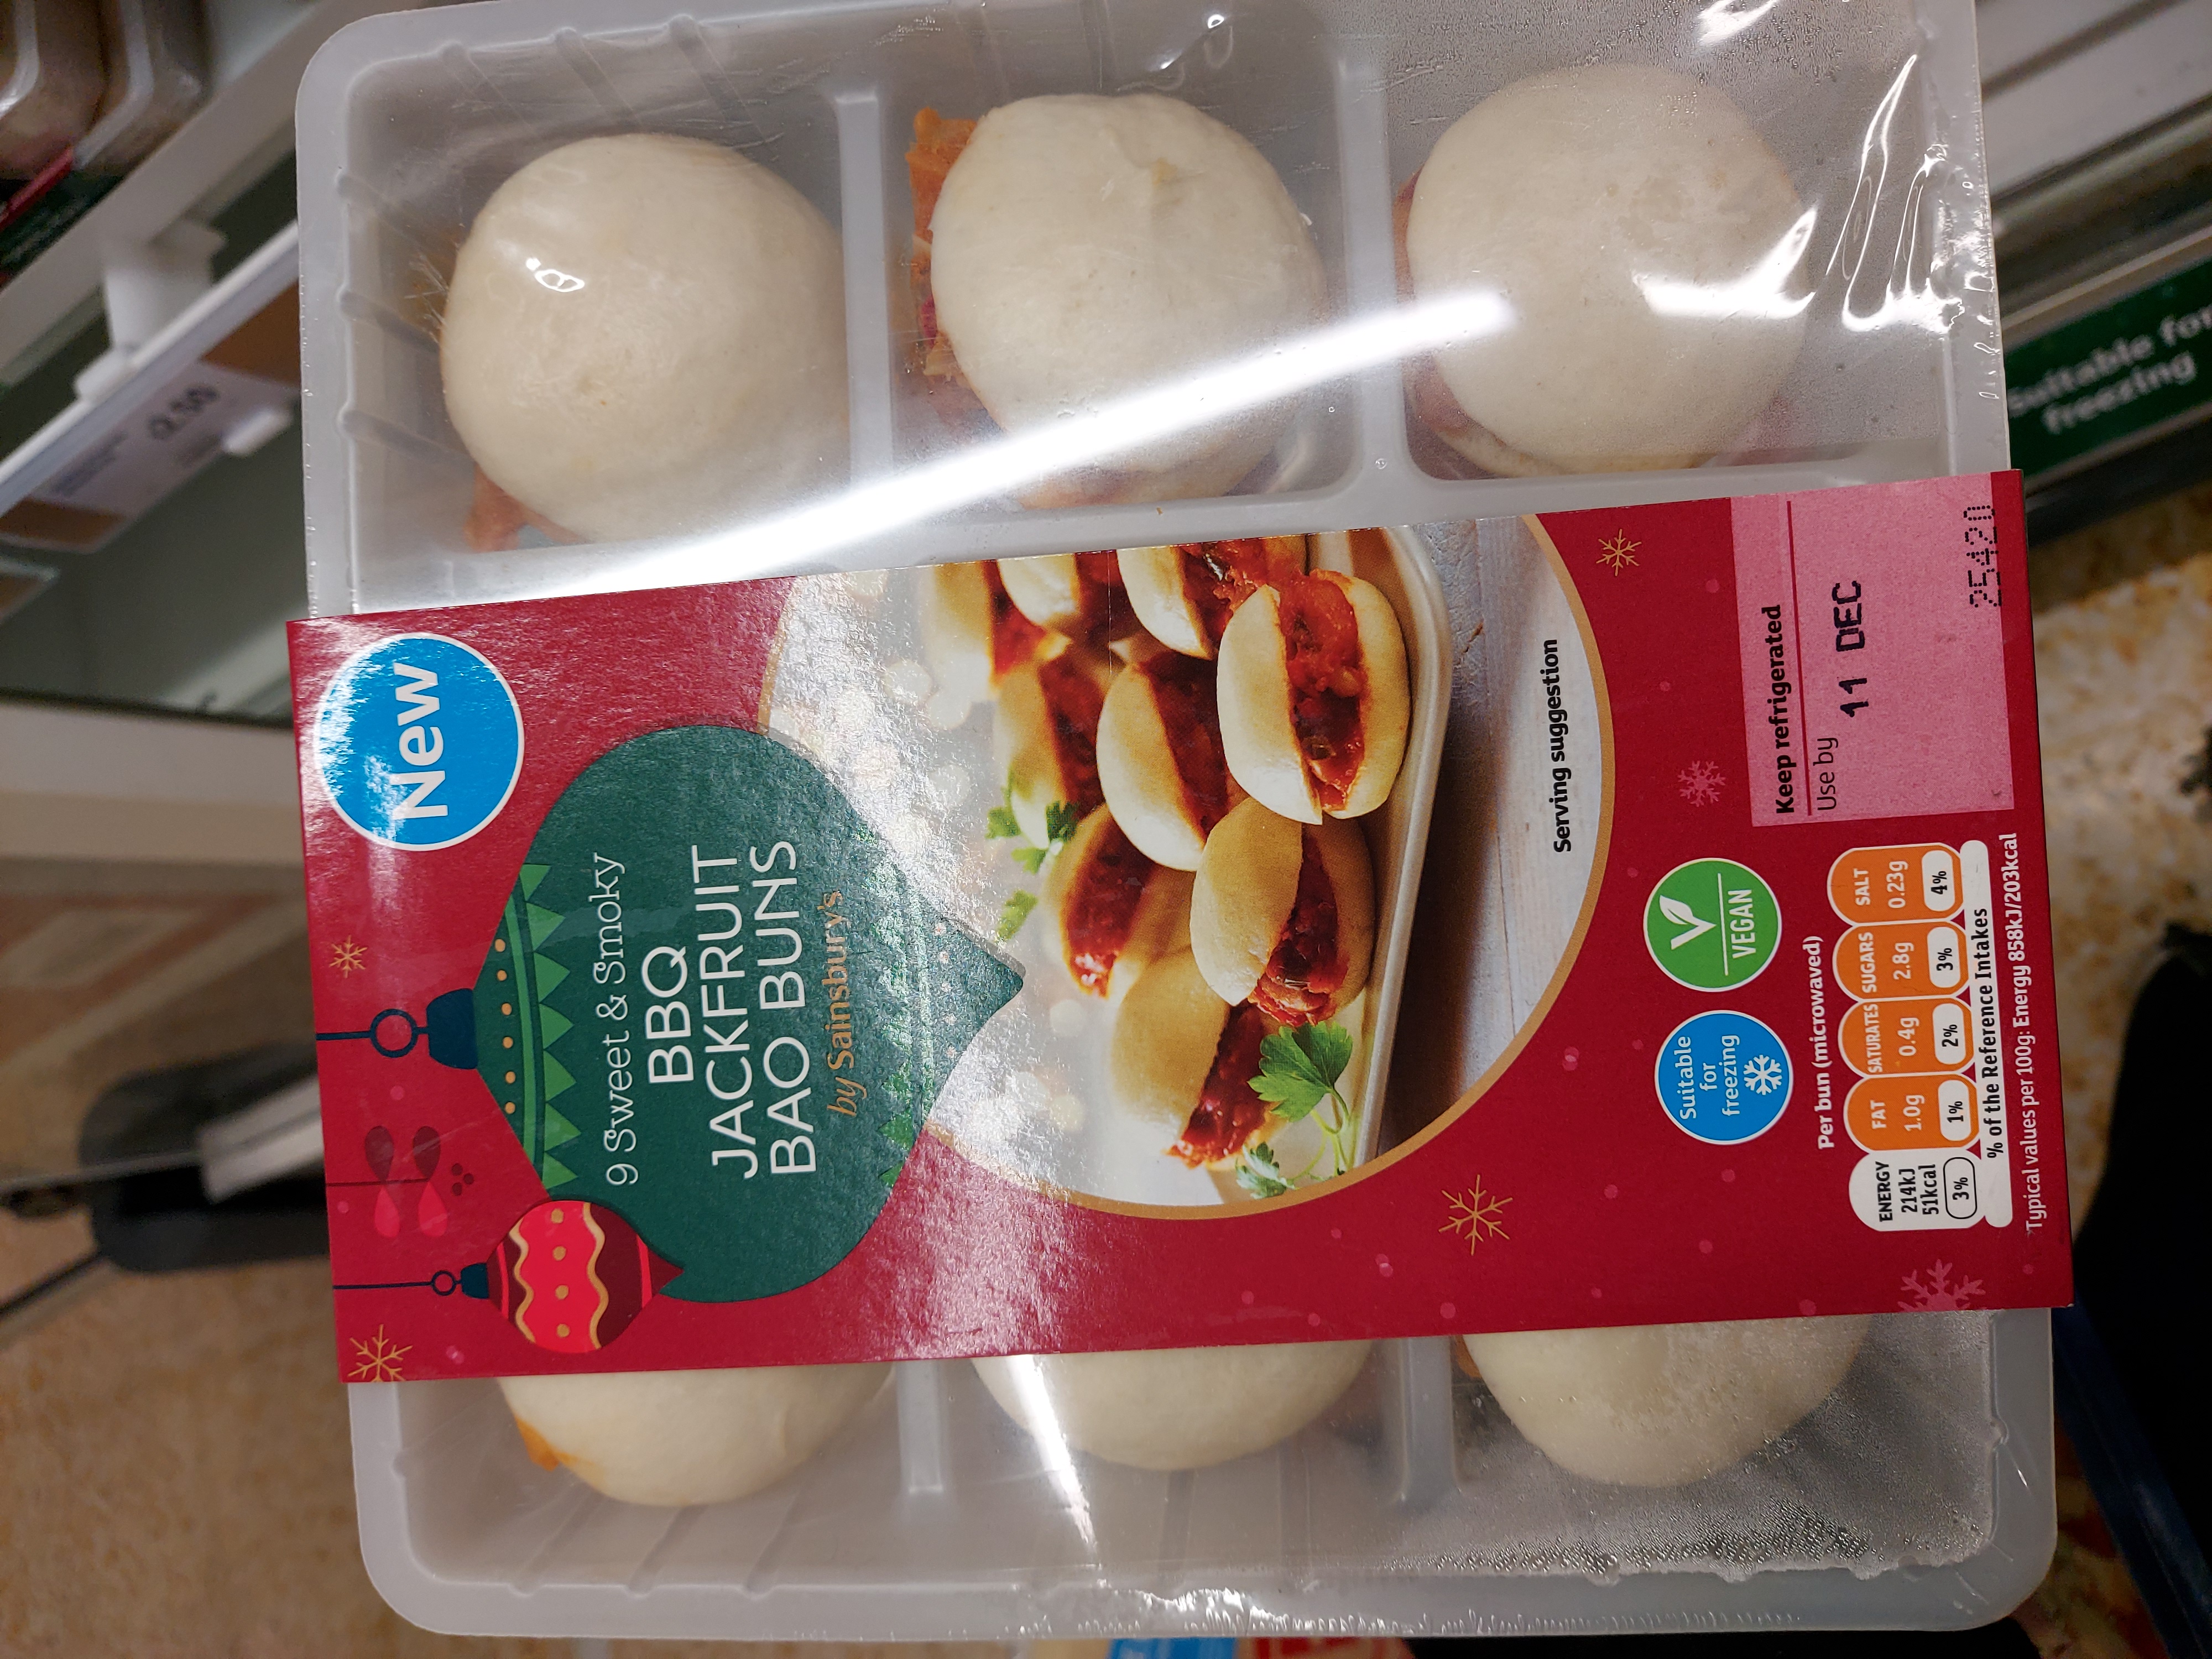 New
9 Sweet & Smoky
BBQ
JACKFRUIT
BAO BUNS
by Sainsbury's
Serving suggestion
Suitable
for
freezing
VEGAN
Keep refrigerated
Use by
11 DEC
25420
Per bun (microwaved)
ENERGY
214kJ
51kcal
3%
FAT
1.0g
1%
SATURATES
0.4g
2%
SUGARS
2.8g
3%
SALT
0.23g
4%
% of the Reference Intakes
Typical values per 100g: Energy 858kJ/203kcal
Suitable for
freezing